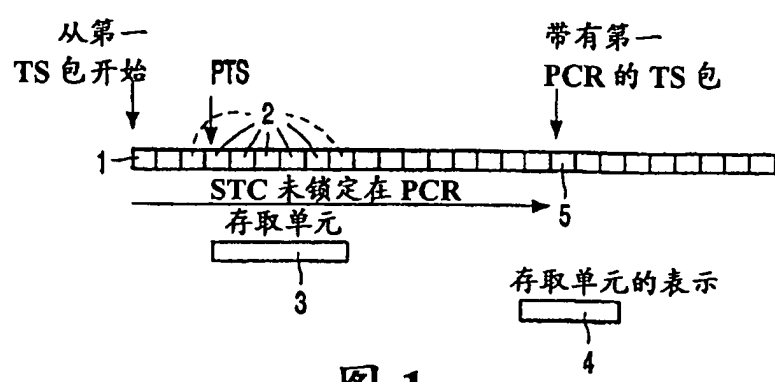 从第一
TS 包开始
PTS
带有第一
PCR 的 TS 包
2
1
STC 未锁定在 PCR
5
存取单元
3
存取单元的表示
4
图 1